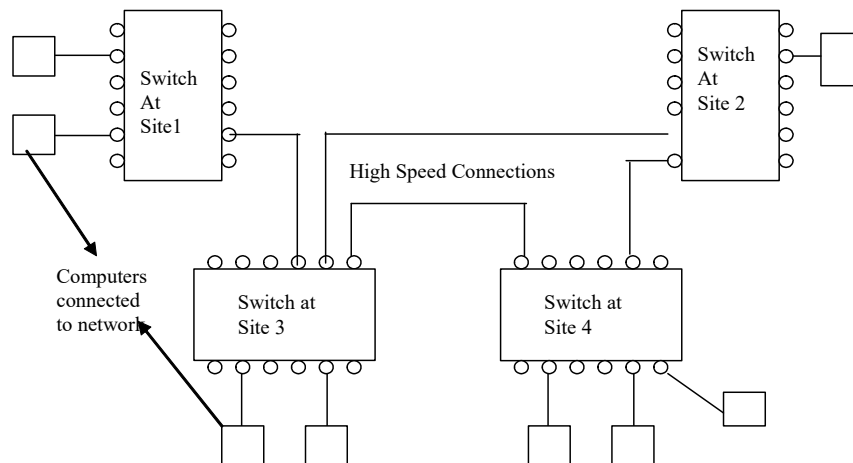 Switch
At
Site1
Switch
At
Site 2
High Speed Connections
Computers
connected
to network
Switch at
Site 3
Switch at
Site 4